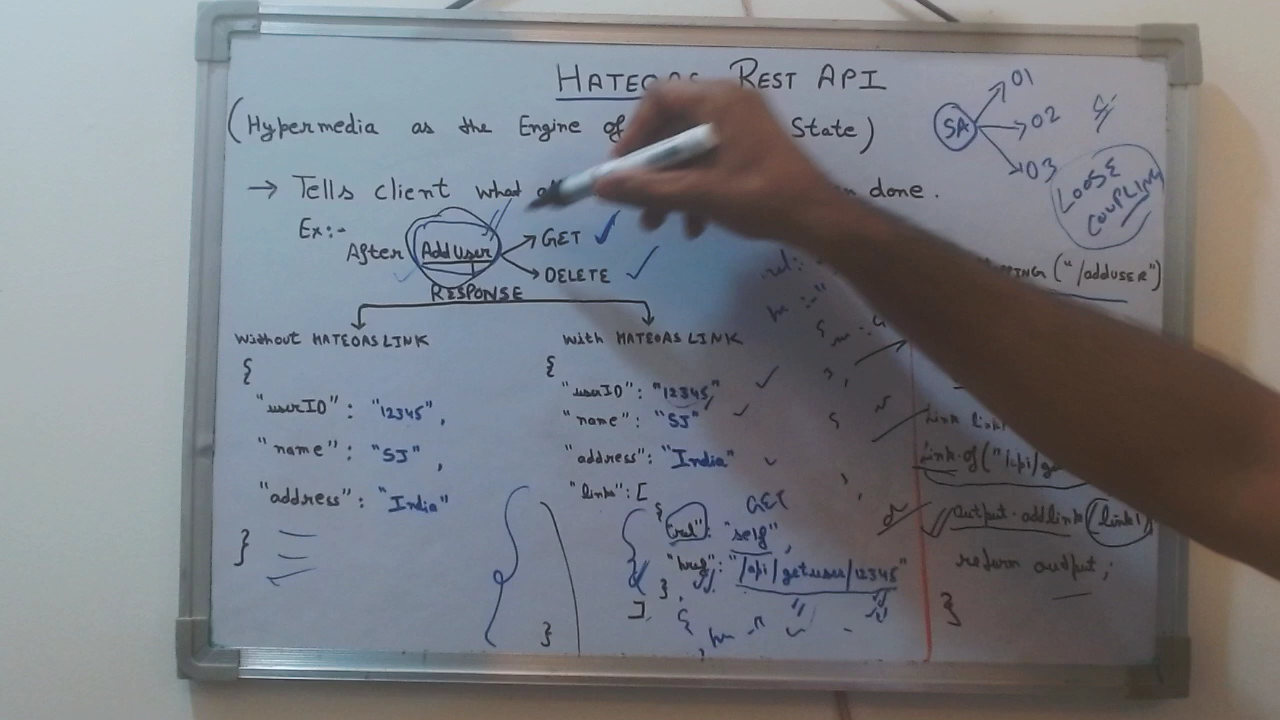 HATEOAS REST API
(Hypermedia as the Engine of State)
→ Tells client what done.
Ex:-
After Add User → GET
→ DELETE
RESPONSE
SA → 01
→ 02
→ 03
LOOSE
COUPLING
Without HATEOAS LINK
{
"userID": "12345",
"name": "SJ",
"address": "India"
}
with HATEOAS LINK
{
"userID": "12345",
"name": "SJ"
"address": "India"
"links": [
GET
{
"rel": "self",
"href": "/api/getuser/12345"
},
],
}
("/addUSER")
Link link1
Link.of("/api/ge
output.addlink(link1)
return output;
}